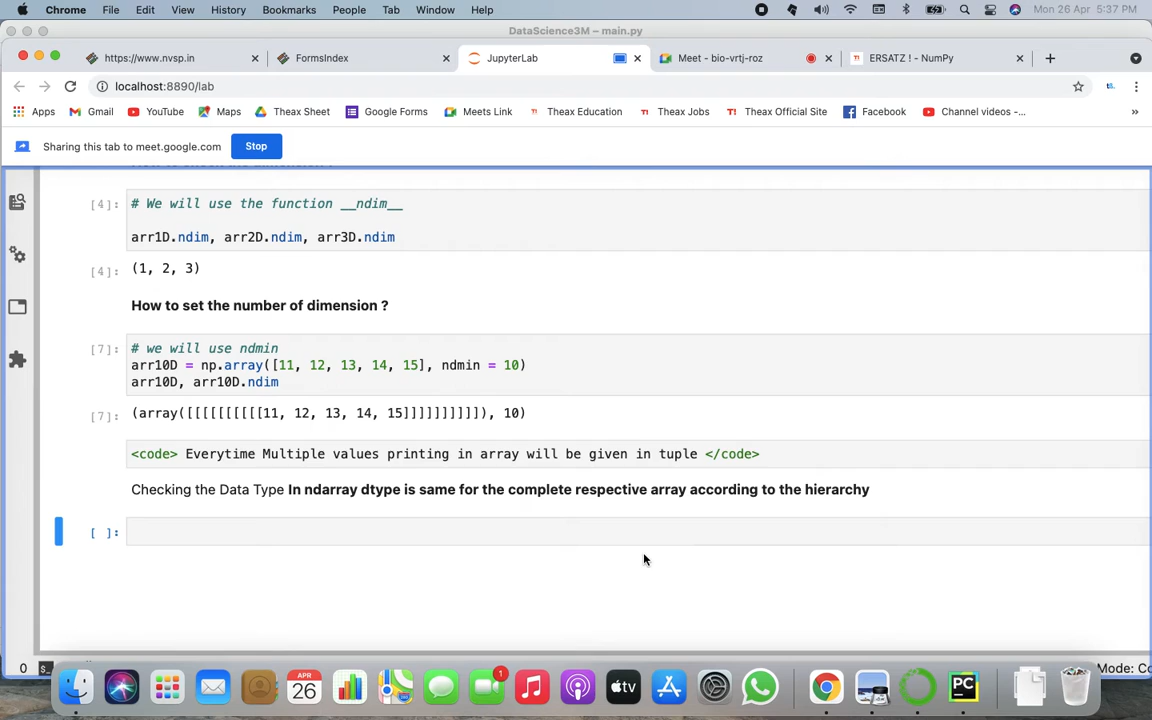 Chrome File Edit View History Bookmarks People Tab Window Help Mon 26 Apr 5:37 PM
DataScience3M – main.py
https://www.nvsp.in FormsIndex JupyterLab Meet - bio-vrtj-roz ERSATZ ! - NumPy
localhost:8890/lab
Apps Gmail YouTube Maps Theax Sheet Google Forms Meets Link Theax Education Theax Jobs Theax Official Site Facebook Channel videos -... »
Sharing this tab to meet.google.com Stop
[4]: # We will use the function __ndim__
arr1D.ndim, arr2D.ndim, arr3D.ndim
[4]: (1, 2, 3)
How to set the number of dimension ?
[7]: # we will use ndmin
arr10D = np.array([11, 12, 13, 14, 15], ndmin = 10)
arr10D, arr10D.ndim
[7]: (array([[[[[[[[[[11, 12, 13, 14, 15]]]]]]]]]]), 10)
<code> Everytime Multiple values printing in array will be given in tuple </code>
Checking the Data Type In ndarray dtype is same for the complete respective array according to the hierarchy
[ ]:
0 $_ Mode: Co
APR 26 1 tv PC